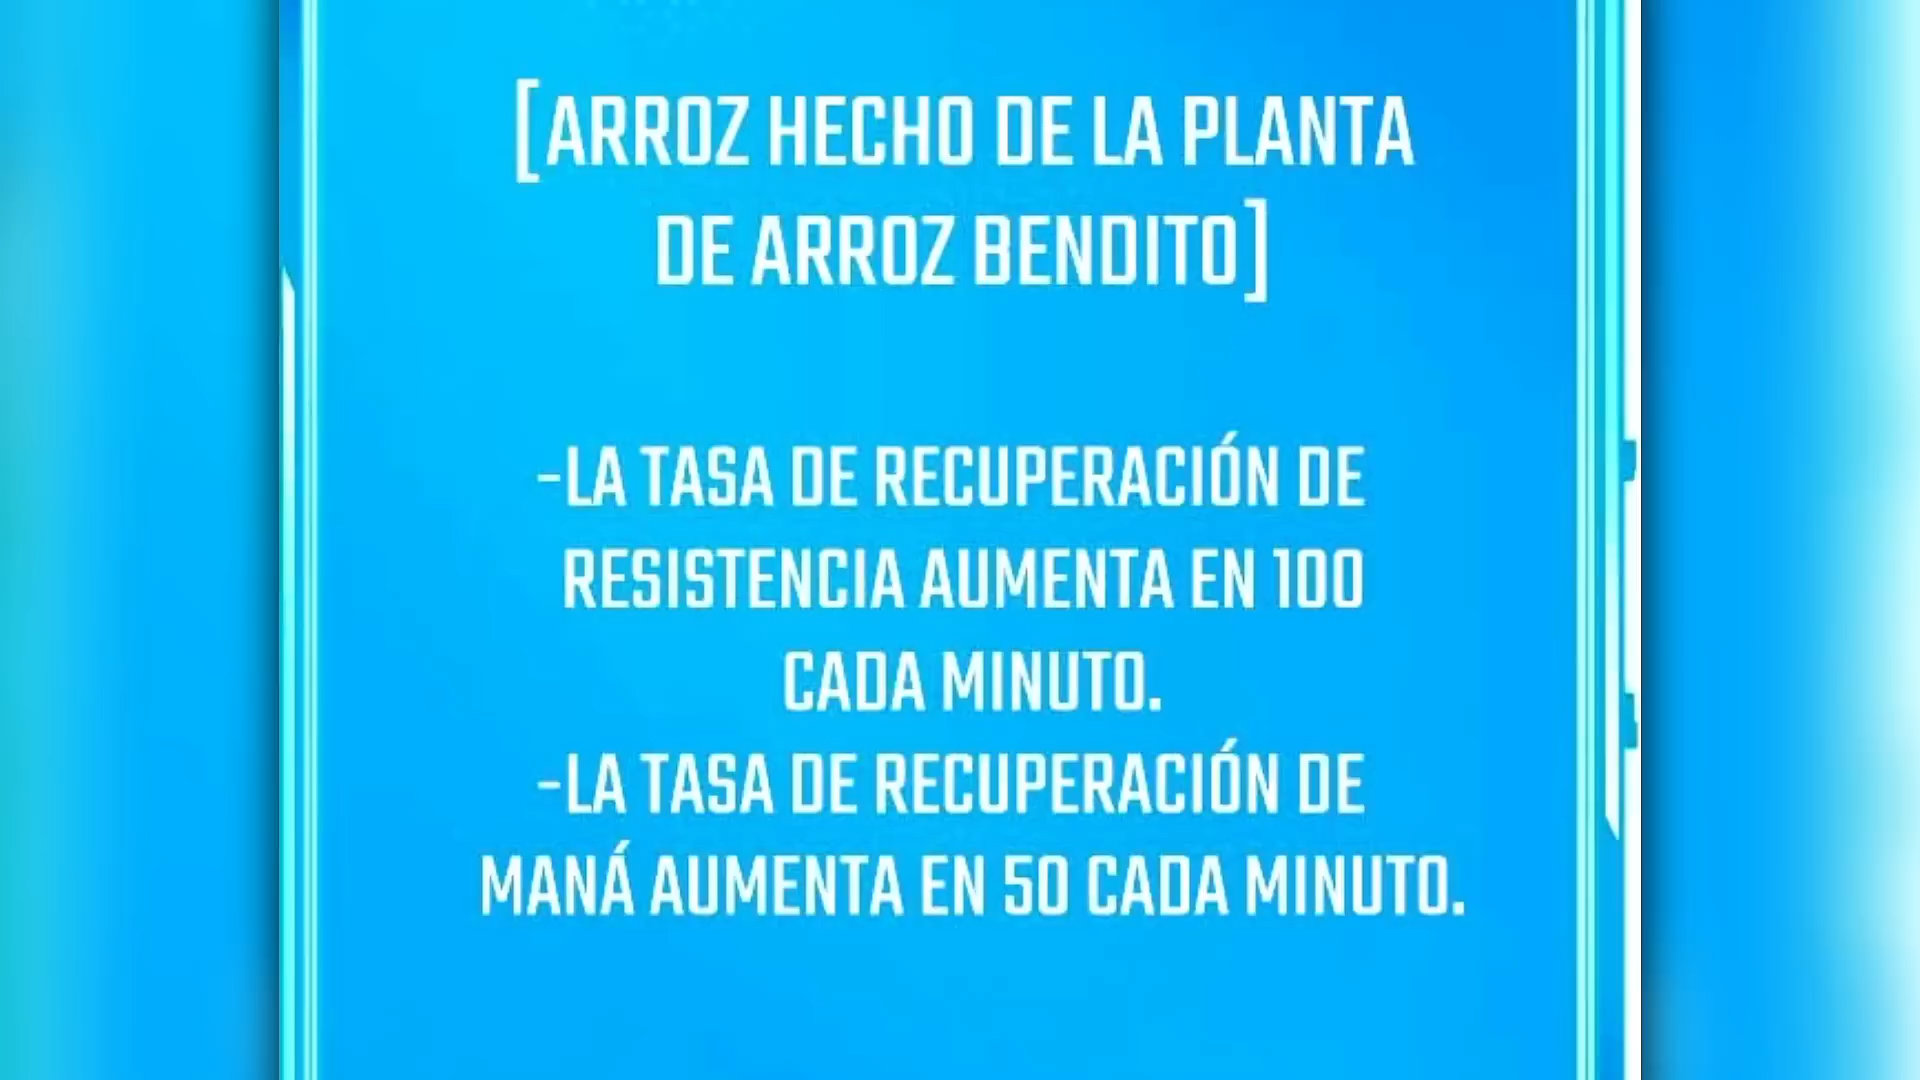 [ARROZ HECHO DE LA PLANTA
DE ARROZ BENDITO]
-LA TASA DE RECUPERACIÓN DE
RESISTENCIA AUMENTA EN 100
CADA MINUTO.
-LA TASA DE RECUPERACIÓN DE
MANÁ AUMENTA EN 50 CADA MINUTO.